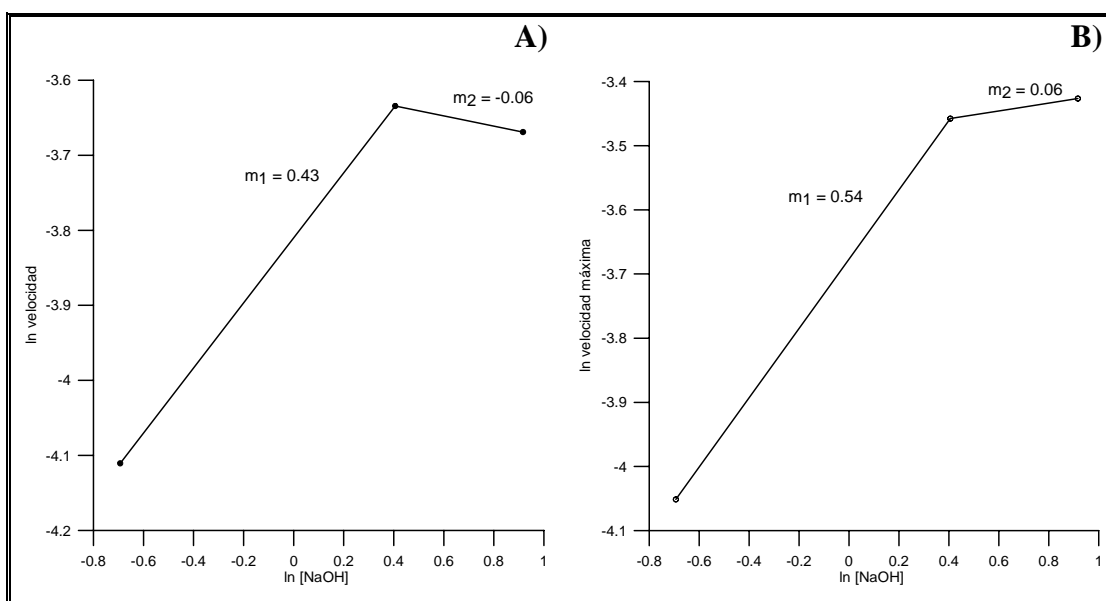 A)
-3.6
-3.7
-3.8
-3.9
-4
-4.1
-4.2
ln velocidad
m2 = -0.06
m1 = 0.43
-0.8 -0.6 -0.4 -0.2 0 0.2 0.4 0.6 0.8 1
ln [NaOH]
B)
-3.4
-3.5
-3.6
-3.7
-3.8
-3.9
-4
-4.1
ln velocidad máxima
m2 = 0.06
m1 = 0.54
-0.8 -0.6 -0.4 -0.2 0 0.2 0.4 0.6 0.8 1
ln [NaOH]